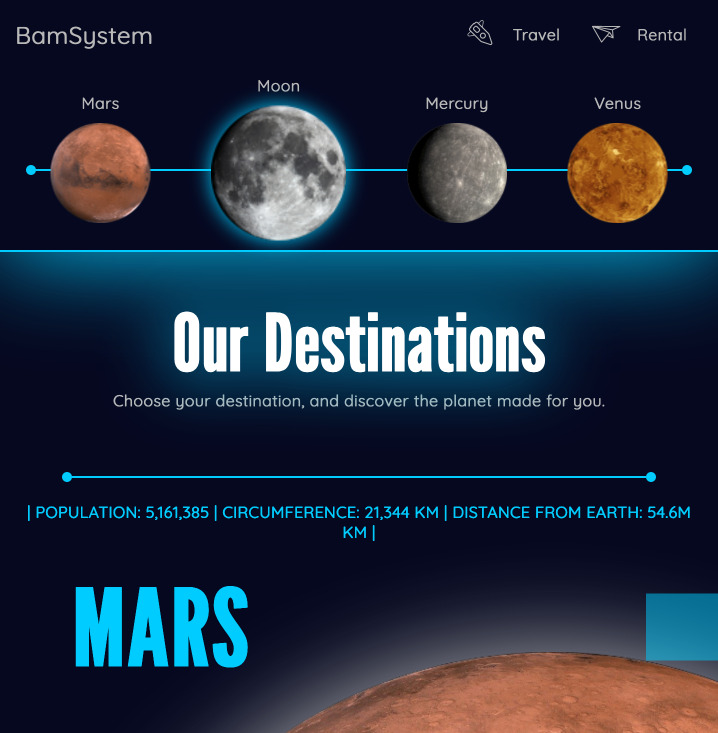 BamSystem
Travel
Rental
Mars
Moon
Mercury
Venus
Our Destinations
Choose your destination, and discover the planet made for you.
| POPULATION: 5,161,385 | CIRCUMFERENCE: 21,344 KM | DISTANCE FROM EARTH: 54.6M
KM |
MARS